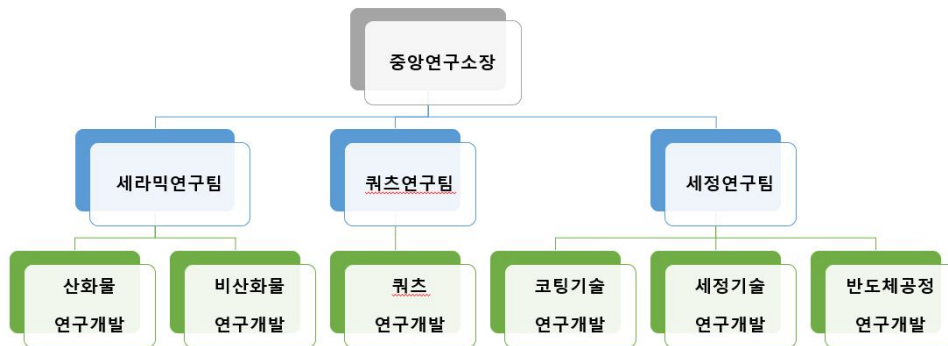 중앙연구소장
세라믹연구팀
쿼츠연구팀
세정연구팀
산화물
연구개발
비산화물
연구개발
쿼츠
연구개발
코팅기술
연구개발
세정기술
연구개발
반도체공정
연구개발